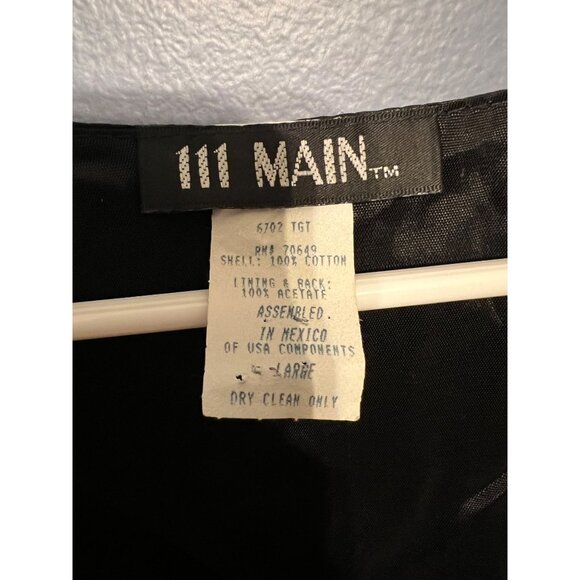 111 MAIN™
6702 TGT
RN# 70649
SHELL: 100% COTTON
LINING & BACK:
100% ACETATE
ASSEMBLED
IN MEXICO
OF USA COMPONENTS
LARGE
DRY CLEAN ONLY